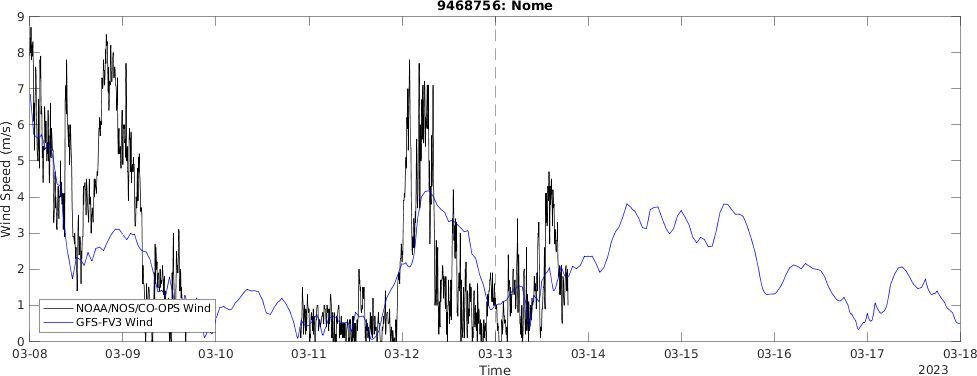 9468756: Nome
Wind Speed (m/s)
9
8
7
6
5
4
3
2
1
0
NOAA/NOS/CO-OPS Wind
GFS-FV3 Wind
03-08 03-09 03-10 03-11 03-12 03-13 03-14 03-15 03-16 03-17 03-18
Time
2023